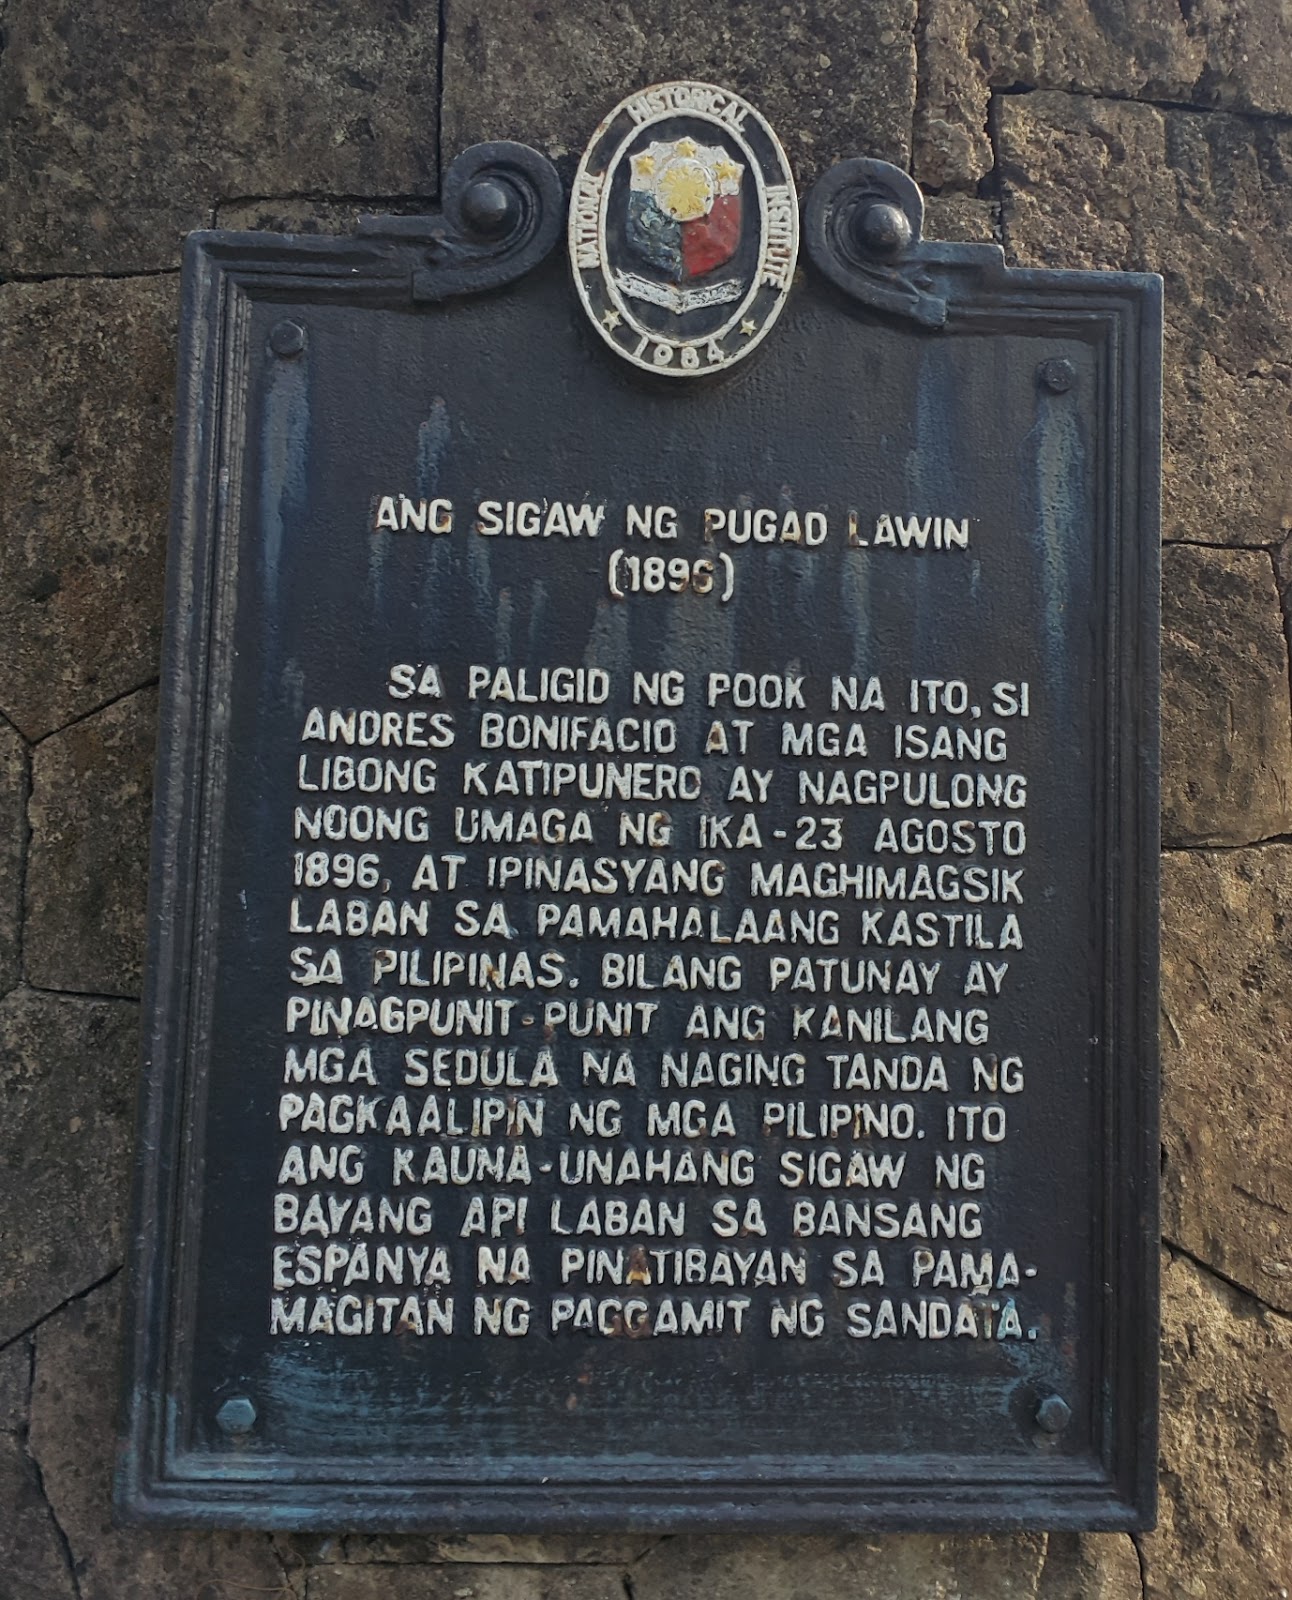 NATIONAL HISTORICAL INSTITUTE
1984
ANG SIGAW NG PUGAD LAWIN
(1896)
SA PALIGID NG POOK NA ITO, SI
ANDRES BONIFACIO AT MGA ISANG
LIBONG KATIPUNERO AY NAGPULONG
NOONG UMAGA NG IKA-23 AGOSTO
1896, AT IPINASYANG MAGHIMAGSIK
LABAN SA PAMAHALAANG KASTILA
SA PILIPINAS. BILANG PATUNAY AY
PINAGPUNIT-PUNIT ANG KANILANG
MGA SEDULA NA NAGING TANDA NG
PAGKAALIPIN NG MGA PILIPINO. ITO
ANG KAUNA-UNAHANG SIGAW NG
BAYANG API LABAN SA BANSANG
ESPANYA NA PINATIBAYAN SA PAMA-
MAGITAN NG PAGGAMIT NG SANDATA.